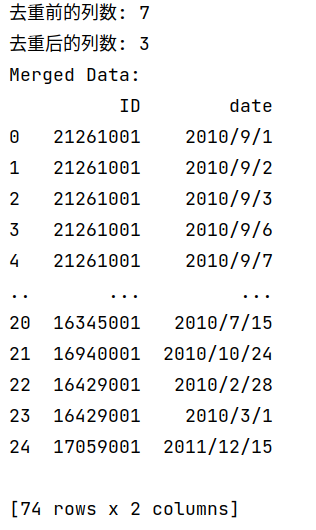 去重前的列数: 7
去重后的列数: 3
Merged Data:
ID date
0 21261001 2010/9/1
1 21261001 2010/9/2
2 21261001 2010/9/3
3 21261001 2010/9/6
4 21261001 2010/9/7
.. ... ...
20 16345001 2010/7/15
21 16940001 2010/10/24
22 16429001 2010/2/28
23 16429001 2010/3/1
24 17059001 2011/12/15
[74 rows x 2 columns]